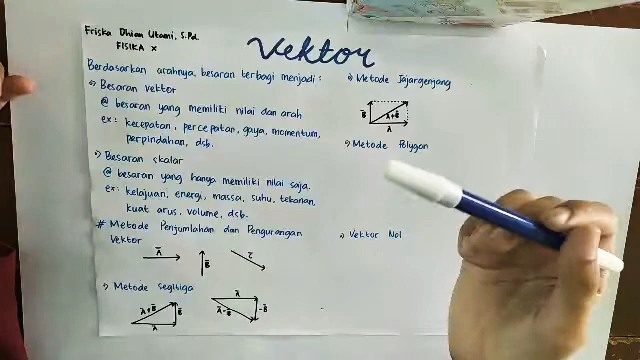 Friska Dhian Utami, S.Pd.
FISIKA X
Vektor
Berdasarkan arahnya, besaran terbagi menjadi:
Besaran vektor
@ besaran yang memiliki nilai dan arah
ex: kecepatan, percepatan, gaya, momentum,
perpindahan, dsb.
Besaran skalar
@ besaran yang hanya memiliki nilai saja.
ex: kelajuan, energi, massa, suhu, tekanan,
kuat arus, volume, dsb.
# Metode Penjumlahan dan Pengurangan
Vektor
A B C
Metode segitiga
A+B B
A
A
A-B -B
Metode Jajargenjang
B A+B
A
Metode Polygon
Vektor Nol